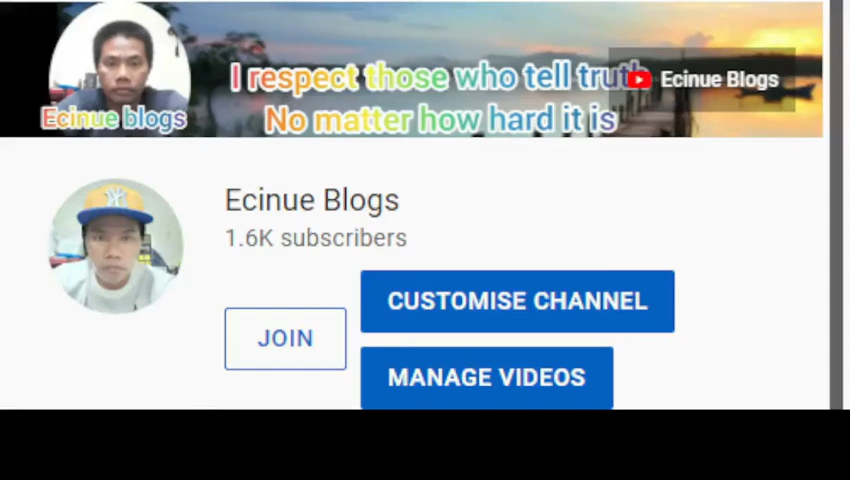 I respect those who tell truth
Ecinue Blogs
Ecinue blogs
No matter how hard it is
Ecinue Blogs
1.6K subscribers
CUSTOMISE CHANNEL
JOIN
MANAGE VIDEOS